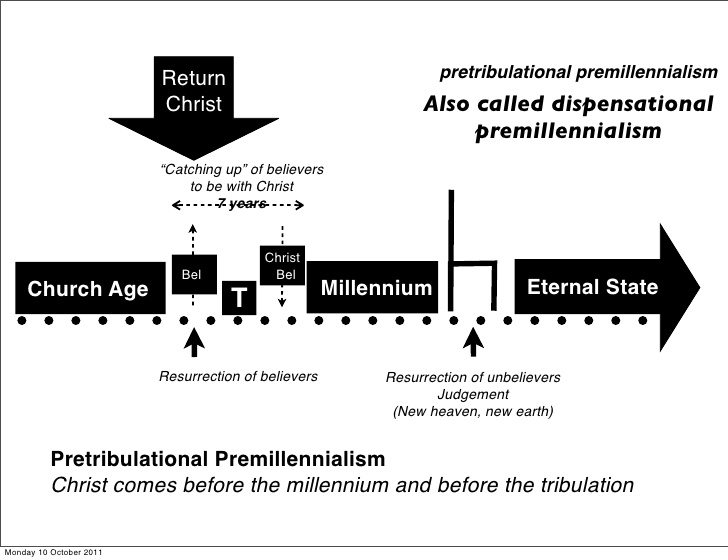 Return
Christ
pretribulational premillennialism
Also called dispensational
premillennialism
“Catching up” of believers
to be with Christ
7 years
Church Age
Bel
T
Christ
Bel
Millennium
Eternal State
Resurrection of believers
Resurrection of unbelievers
Judgement
(New heaven, new earth)
Pretribulational Premillennialism
Christ comes before the millennium and before the tribulation
Monday 10 October 2011